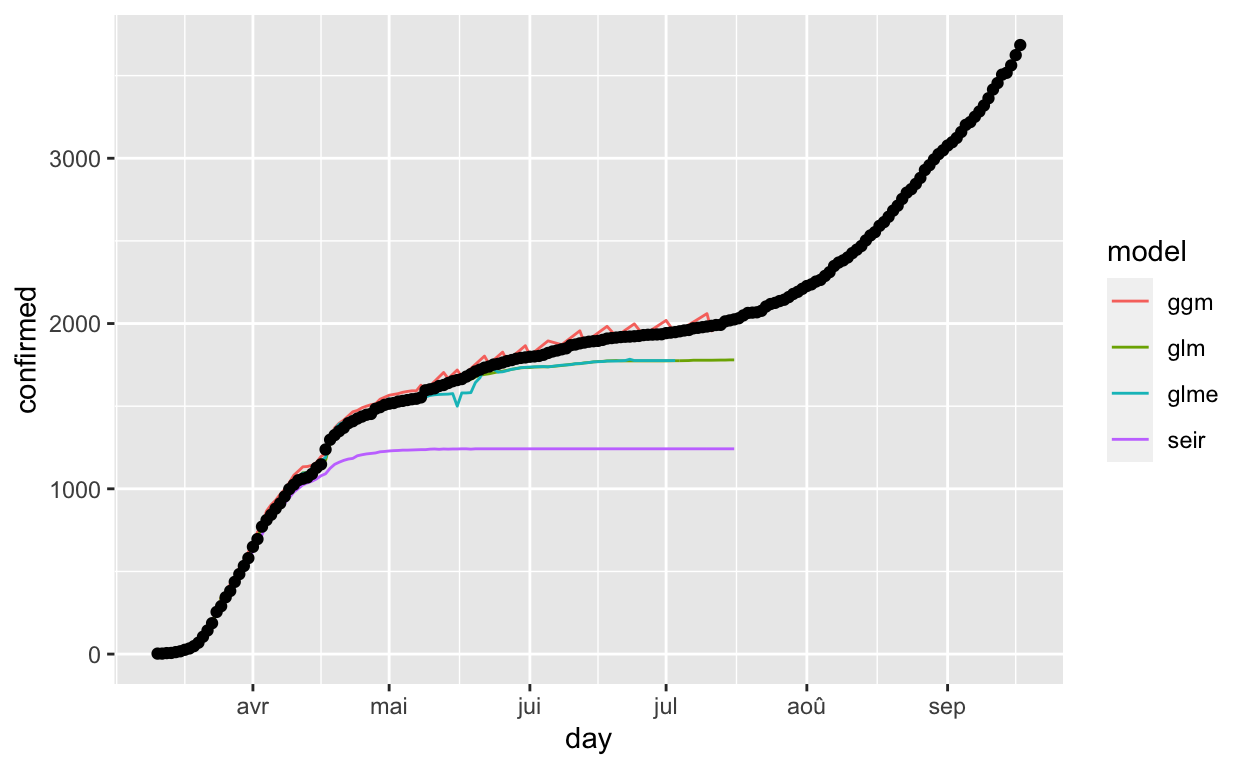 confirmed
3000
2000
1000
0
avr mai jui jul aoû sep
day
model
ggm
glm
glme
seir